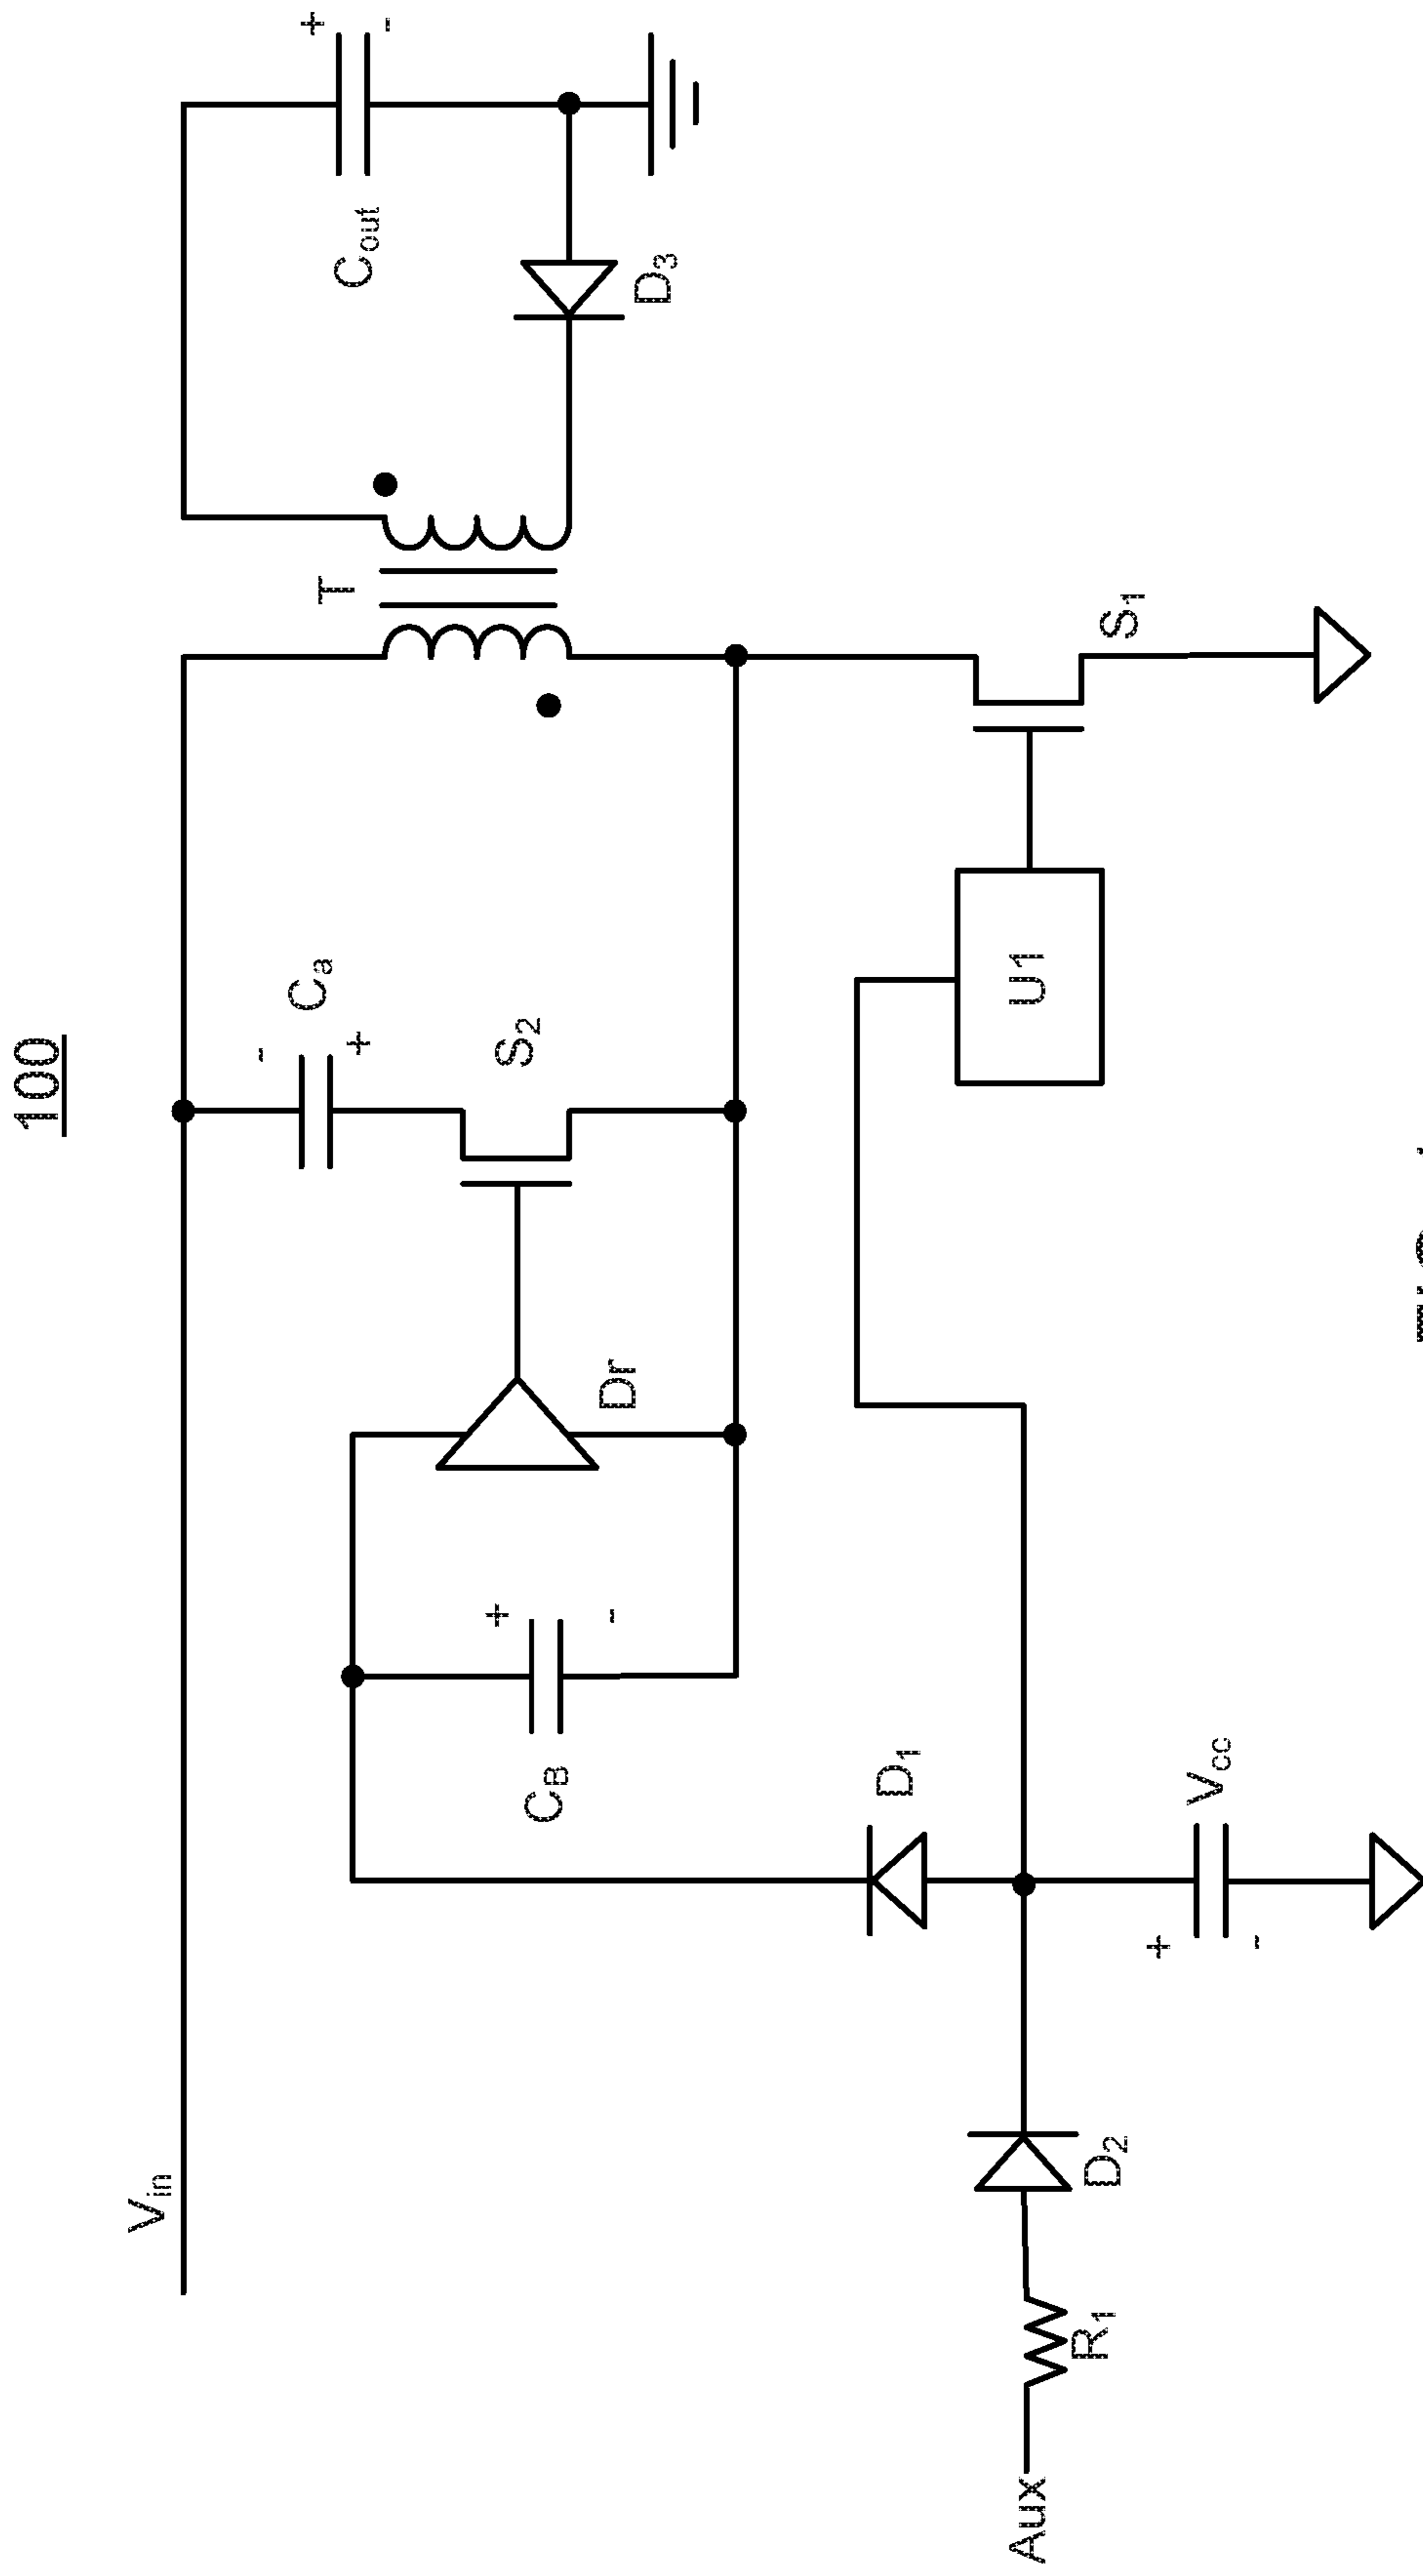 100
Vin
Ca
T
+
-
Cout
-
+
S2
+
-
CB
Dr
D3
D1
U1
S1
Aux
R1
D2
+
-
Vcc